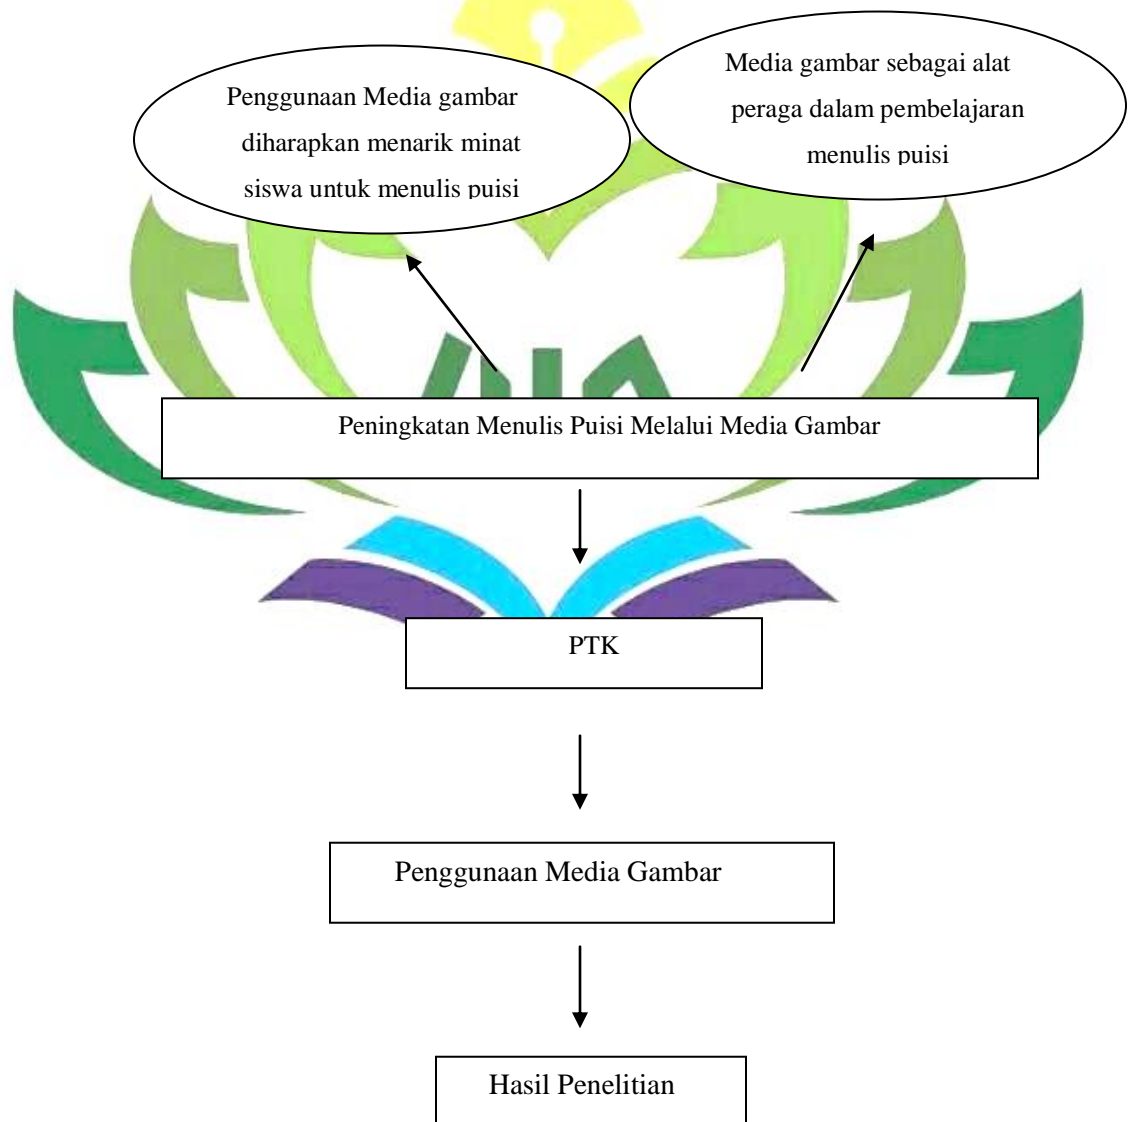 Penggunaan Media gambar
diharapkan menarik minat
siswa untuk menulis puisi
Media gambar sebagai alat
peraga dalam pembelajaran
menulis puisi
Peningkatan Menulis Puisi Melalui Media Gambar
PTK
Penggunaan Media Gambar
Hasil Penelitian